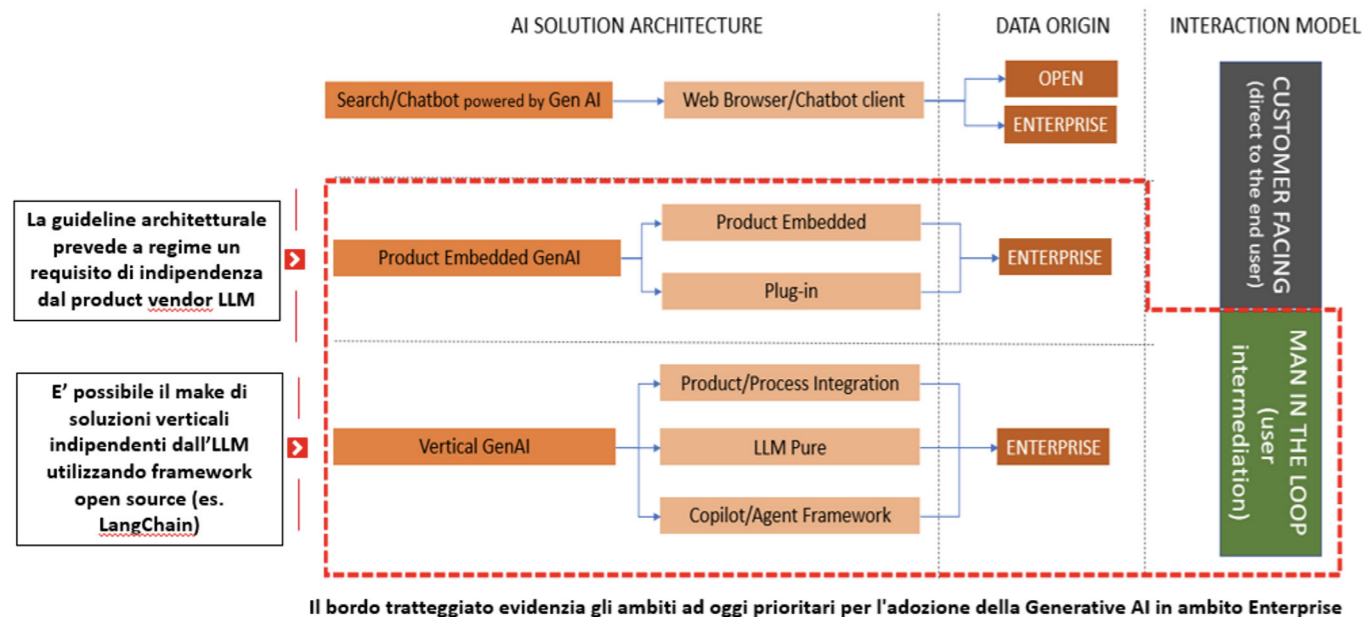 AI SOLUTION ARCHITECTURE
DATA ORIGIN
INTERACTION MODEL
Search/Chatbot powered by Gen AI
Web Browser/Chatbot client
OPEN
ENTERPRISE
CUSTOMER FACING
(direct to the end user)
La guideline architetturale
prevede a regime un
requisito di indipendenza
dal product vendor LLM
Product Embedded GenAI
Product Embedded
Plug-in
ENTERPRISE
E’ possibile il make di
soluzioni verticali
indipendenti dall’LLM
utilizzando framework
open source (es.
LangChain)
Vertical GenAI
Product/Process Integration
LLM Pure
Copilot/Agent Framework
ENTERPRISE
MAN IN THE LOOP
(user
intermediation)
Il bordo tratteggiato evidenzia gli ambiti ad oggi prioritari per l'adozione della Generative AI in ambito Enterprise